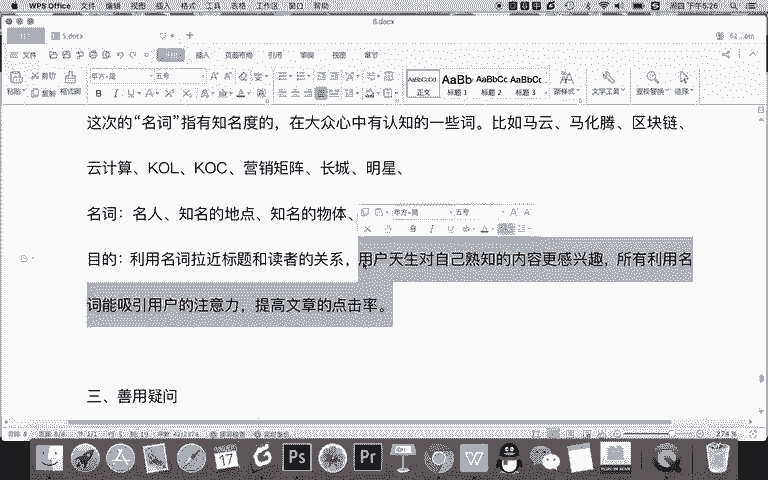 WPS Office 文件 编辑 视图 插入 格式 工具 表格 工作区 窗口 帮助 周四 下午5:26
5.docx
5.docx
文件 插入 页面布局 引用 审阅 视图 章节
粘贴 剪切 复制 格式刷 五号 正文 标题 1 标题 2 标题 3 新样式 文字工具 查找替换 选择
这次的“名词”指有知名度的，在大众心中有认知的一些词。比如马云、马化腾、区块链、
云计算、KOL、KOC、营销矩阵、长城、明星、
名词：名人、知名的地点、知名的物体、
五号
目的：利用名词拉近标题和读者的关系，用户天生对自己熟知的内容更感兴趣，所有利用名
词能吸引用户的注意力，提高文章的点击率。
三、善用疑问
274%
17 Ps Pr